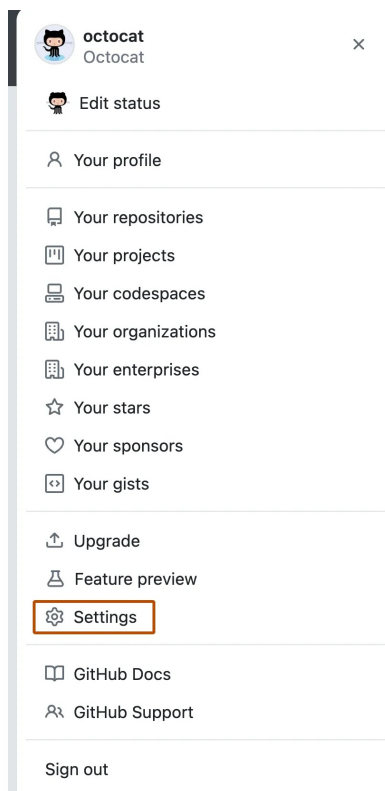 octocat
Octocat
Edit status
Your profile
Your repositories
Your projects
Your codespaces
Your organizations
Your enterprises
Your stars
Your sponsors
Your gists
Upgrade
Feature preview
Settings
GitHub Docs
GitHub Support
Sign out